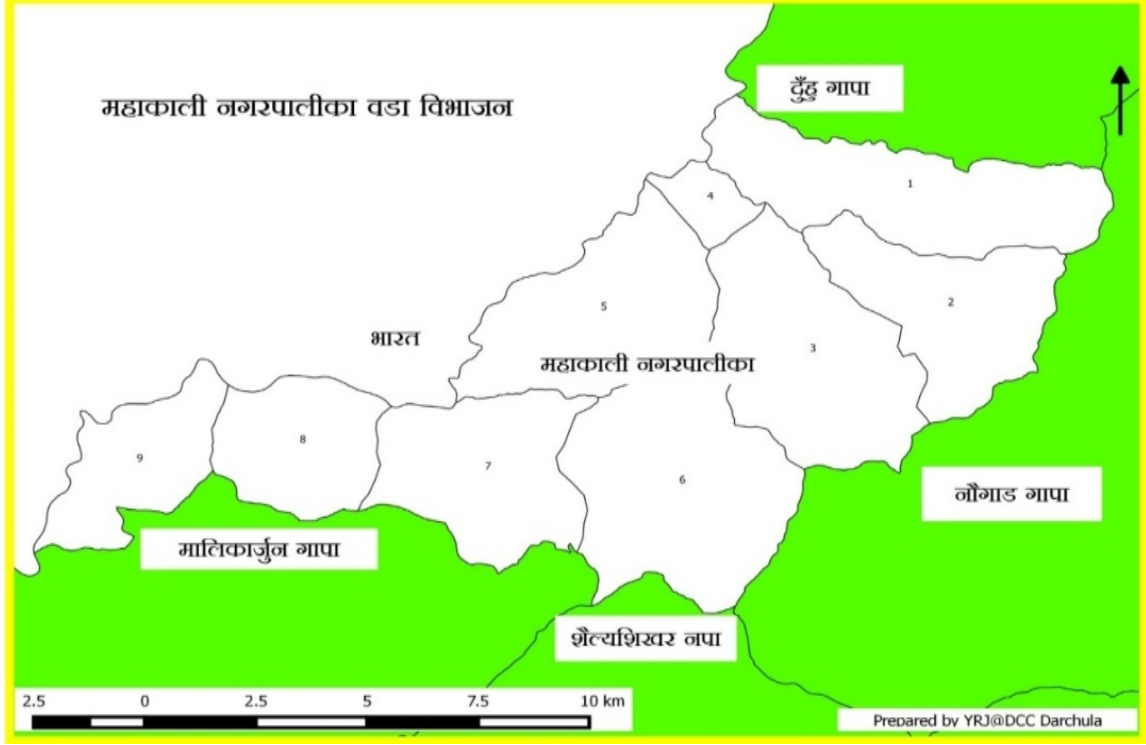 महाकाली नगरपालीका वडा विभाजन
दुँहु गापा
1
4
2
5
3
भारत
महाकाली नगरपालीका
8
9
7
6
नौगाड गापा
मालिकार्जुन गापा
शैल्यशिखर नपा
2.5 0 2.5 5 7.5 10 km
Prepared by YRJ@DCC Darchula